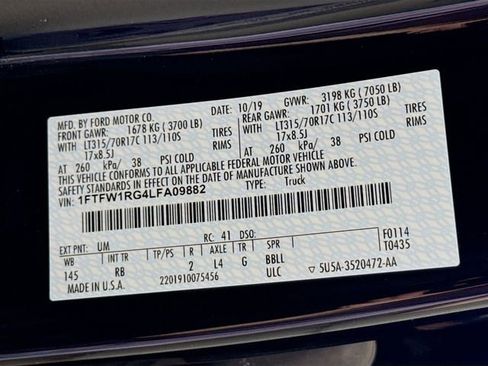 MFD. BY FORD MOTOR CO. 10/19 GVWR: 3198 KG ( 7050 LB)
FRONT GAWR: 1678 KG ( 3700 LB) REAR GAWR: 1701 KG ( 3750 LB)
LT315/70R17C 113/110S TIRES LT315/70R17C 113/110S TIRES
17x8.5J RIMS 17x8.5J RIMS
AT 260 kPa/ 38 PSI COLD AT 260 kPa/ 38 PSI COLD
THIS VEHICLE CONFORMS TO ALL APPLICABLE FEDERAL MOTOR VEHICLE
SAFETY STANDARDS IN EFFECT ON THE DATE OF MANUFACTURE SHOWN ABOVE.
VIN: 1FTFW1RG4LFA09882 TYPE: Truck
EXT PNT: UM RC: 41 DSO: F0114
WB BRK TP/PS R AXLE TR SPR T0435
145 RB 2 L4 G BBLL
MADE IN U.S.A. 2201910075456 ULC ▽ 5U5A-3520472-AA